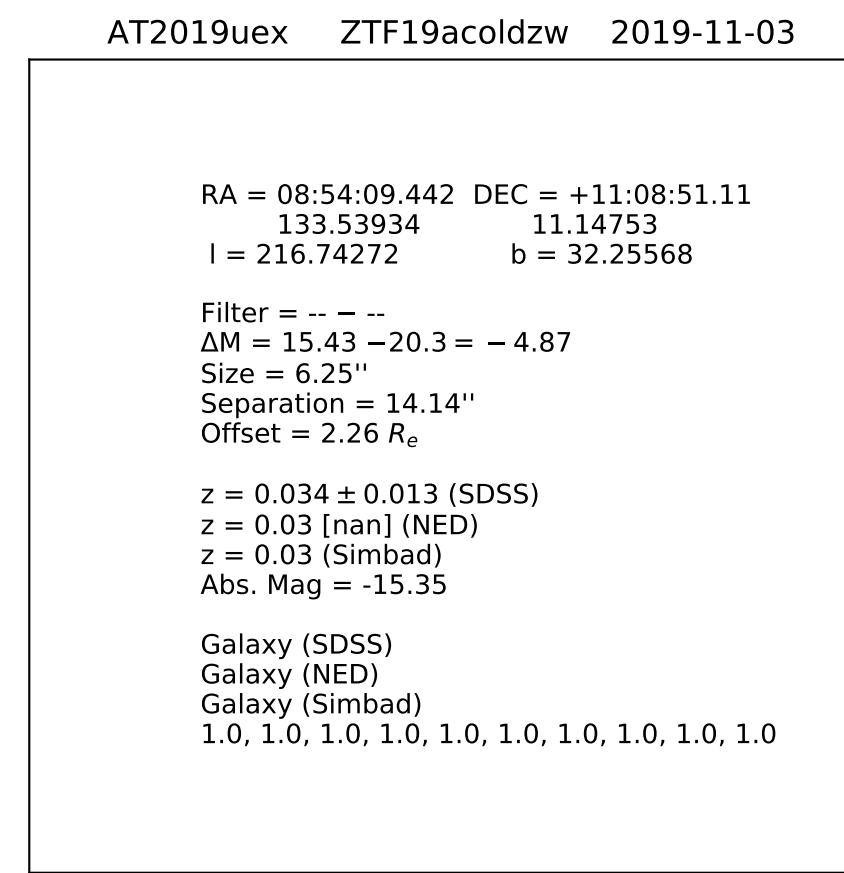 AT2019uex ZTF19acoldzw 2019-11-03
RA = 08:54:09.442 DEC = +11:08:51.11
133.53934 11.14753
l = 216.74272 b = 32.25568
Filter = -- − --
ΔM = 15.43 −20.3 = − 4.87
Size = 6.25''
Separation = 14.14''
Offset = 2.26 Re
z = 0.034 ± 0.013 (SDSS)
z = 0.03 [nan] (NED)
z = 0.03 (Simbad)
Abs. Mag = -15.35
Galaxy (SDSS)
Galaxy (NED)
Galaxy (Simbad)
1.0, 1.0, 1.0, 1.0, 1.0, 1.0, 1.0, 1.0, 1.0, 1.0